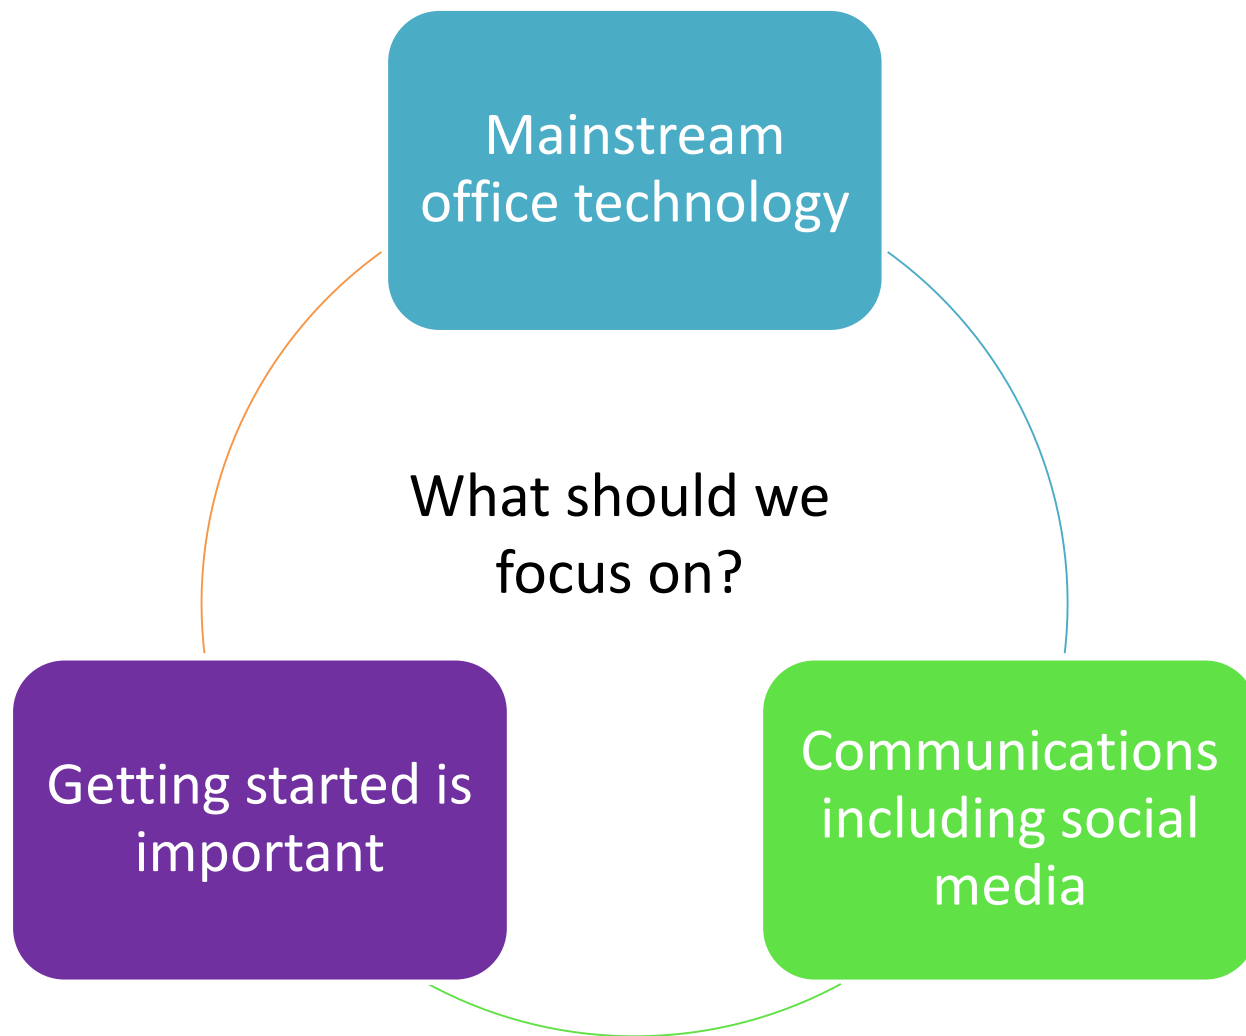 Mainstream
office technology
What should we
focus on?
Getting started is
important
Communications
including social
media